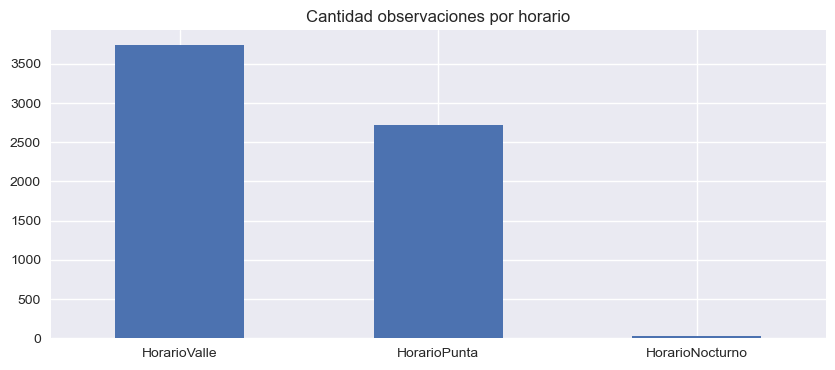 Cantidad observaciones por horario
3500
3000
2500
2000
1500
1000
500
0
HorarioValle
HorarioPunta
HorarioNocturno